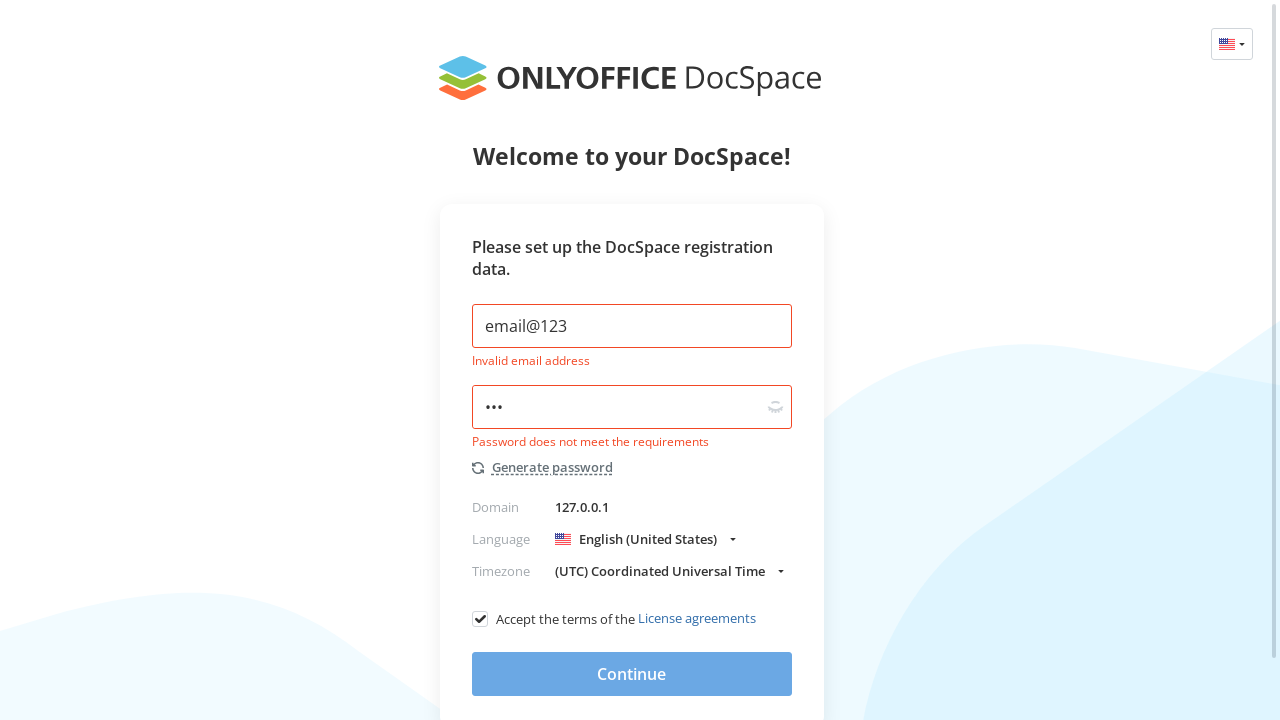 ONLYOFFICE DocSpace
Welcome to your DocSpace!
Please set up the DocSpace registration
data.
email@123
Invalid email address
•••
Password does not meet the requirements
Generate password
Domain 127.0.0.1
Language English (United States)
Timezone (UTC) Coordinated Universal Time
Accept the terms of the License agreements
Continue